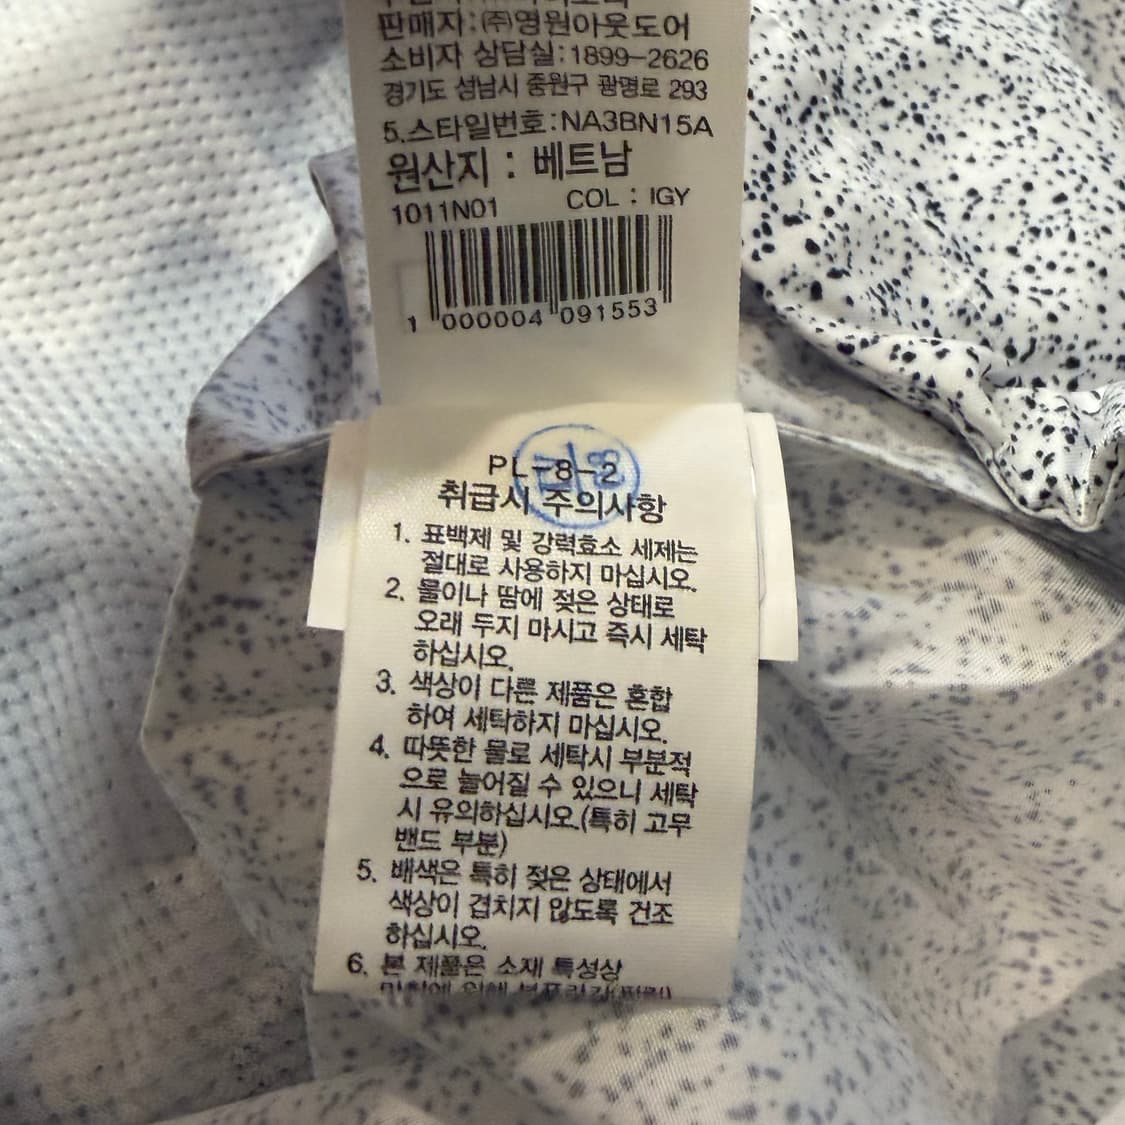 판매자:㈜영원아웃도어
소비자 상담실:1899-2626
경기도 성남시 중원구 광명로 293
5.스타일번호:NA3BN15A
원산지 : 베트남
1011N01 COL : IGY
1 000004 091553
PL-8-2
취급시 주의사항
1. 표백제 및 강력효소 세제는
절대로 사용하지 마십시오.
2. 물이나 땀에 젖은 상태로
오래 두지 마시고 즉시 세탁
하십시오.
3. 색상이 다른 제품은 혼합
하여 세탁하지 마십시오.
4. 따뜻한 물로 세탁시 부분적
으로 늘어질 수 있으니 세탁
시 유의하십시오.(특히 고무
밴드 부분)
5. 배색은 특히 젖은 상태에서
색상이 겹치지 않도록 건조
하십시오.
6. 본 제품은 소재 특성상